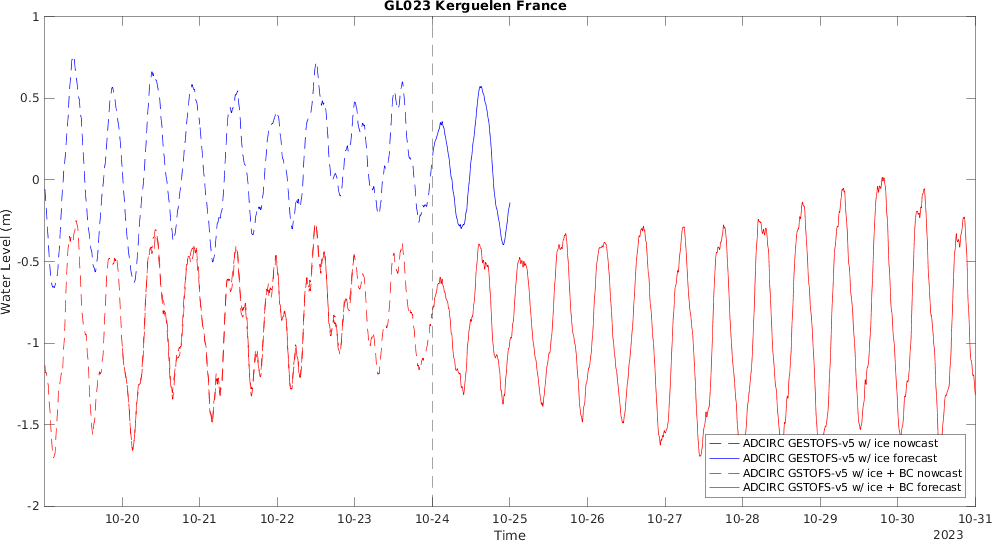 GL023 Kerguelen France
1
0.5
0
-0.5
-1
-1.5
-2
Water Level (m)
10-20 10-21 10-22 10-23 10-24 10-25 10-26 10-27 10-28 10-29 10-30 10-31
Time
2023
ADCIRC GESTOFS-v5 w/ ice nowcast
ADCIRC GESTOFS-v5 w/ ice forecast
ADCIRC GSTOFS-v5 w/ ice + BC nowcast
ADCIRC GSTOFS-v5 w/ ice + BC forecast